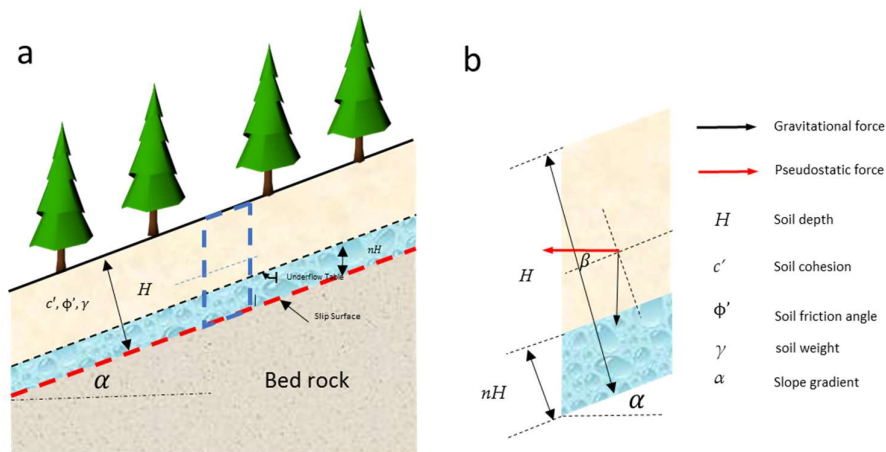 a
nH
Underflow Table
H
c′, ϕ', γ
Slip Surface
α
Bed rock
b
H
β
nH
α
Gravitational force
Pseudostatic force
H Soil depth
c′ Soil cohesion
ϕ' Soil friction angle
γ soil weight
α Slope gradient